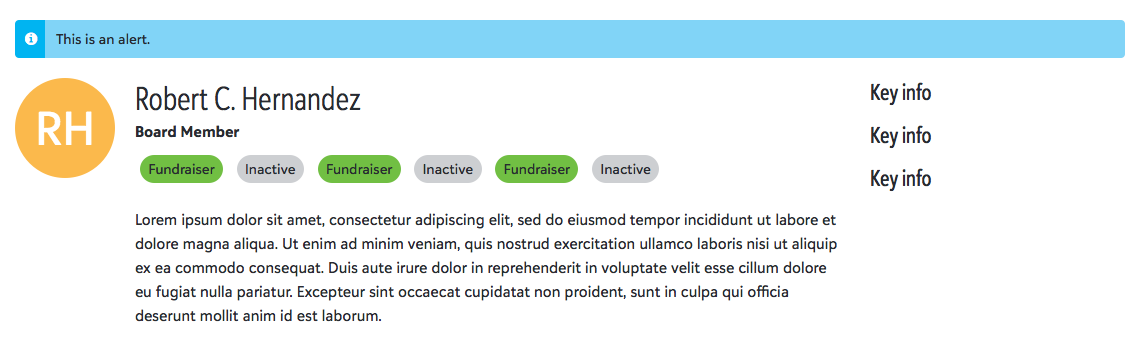 This is an alert.
RH
Robert C. Hernandez
Board Member
Fundraiser Inactive Fundraiser Inactive Fundraiser Inactive
Lorem ipsum dolor sit amet, consectetur adipiscing elit, sed do eiusmod tempor incididunt ut labore et
dolore magna aliqua. Ut enim ad minim veniam, quis nostrud exercitation ullamco laboris nisi ut aliquip
ex ea commodo consequat. Duis aute irure dolor in reprehenderit in voluptate velit esse cillum dolore
eu fugiat nulla pariatur. Excepteur sint occaecat cupidatat non proident, sunt in culpa qui officia
deserunt mollit anim id est laborum.
Key info
Key info
Key info